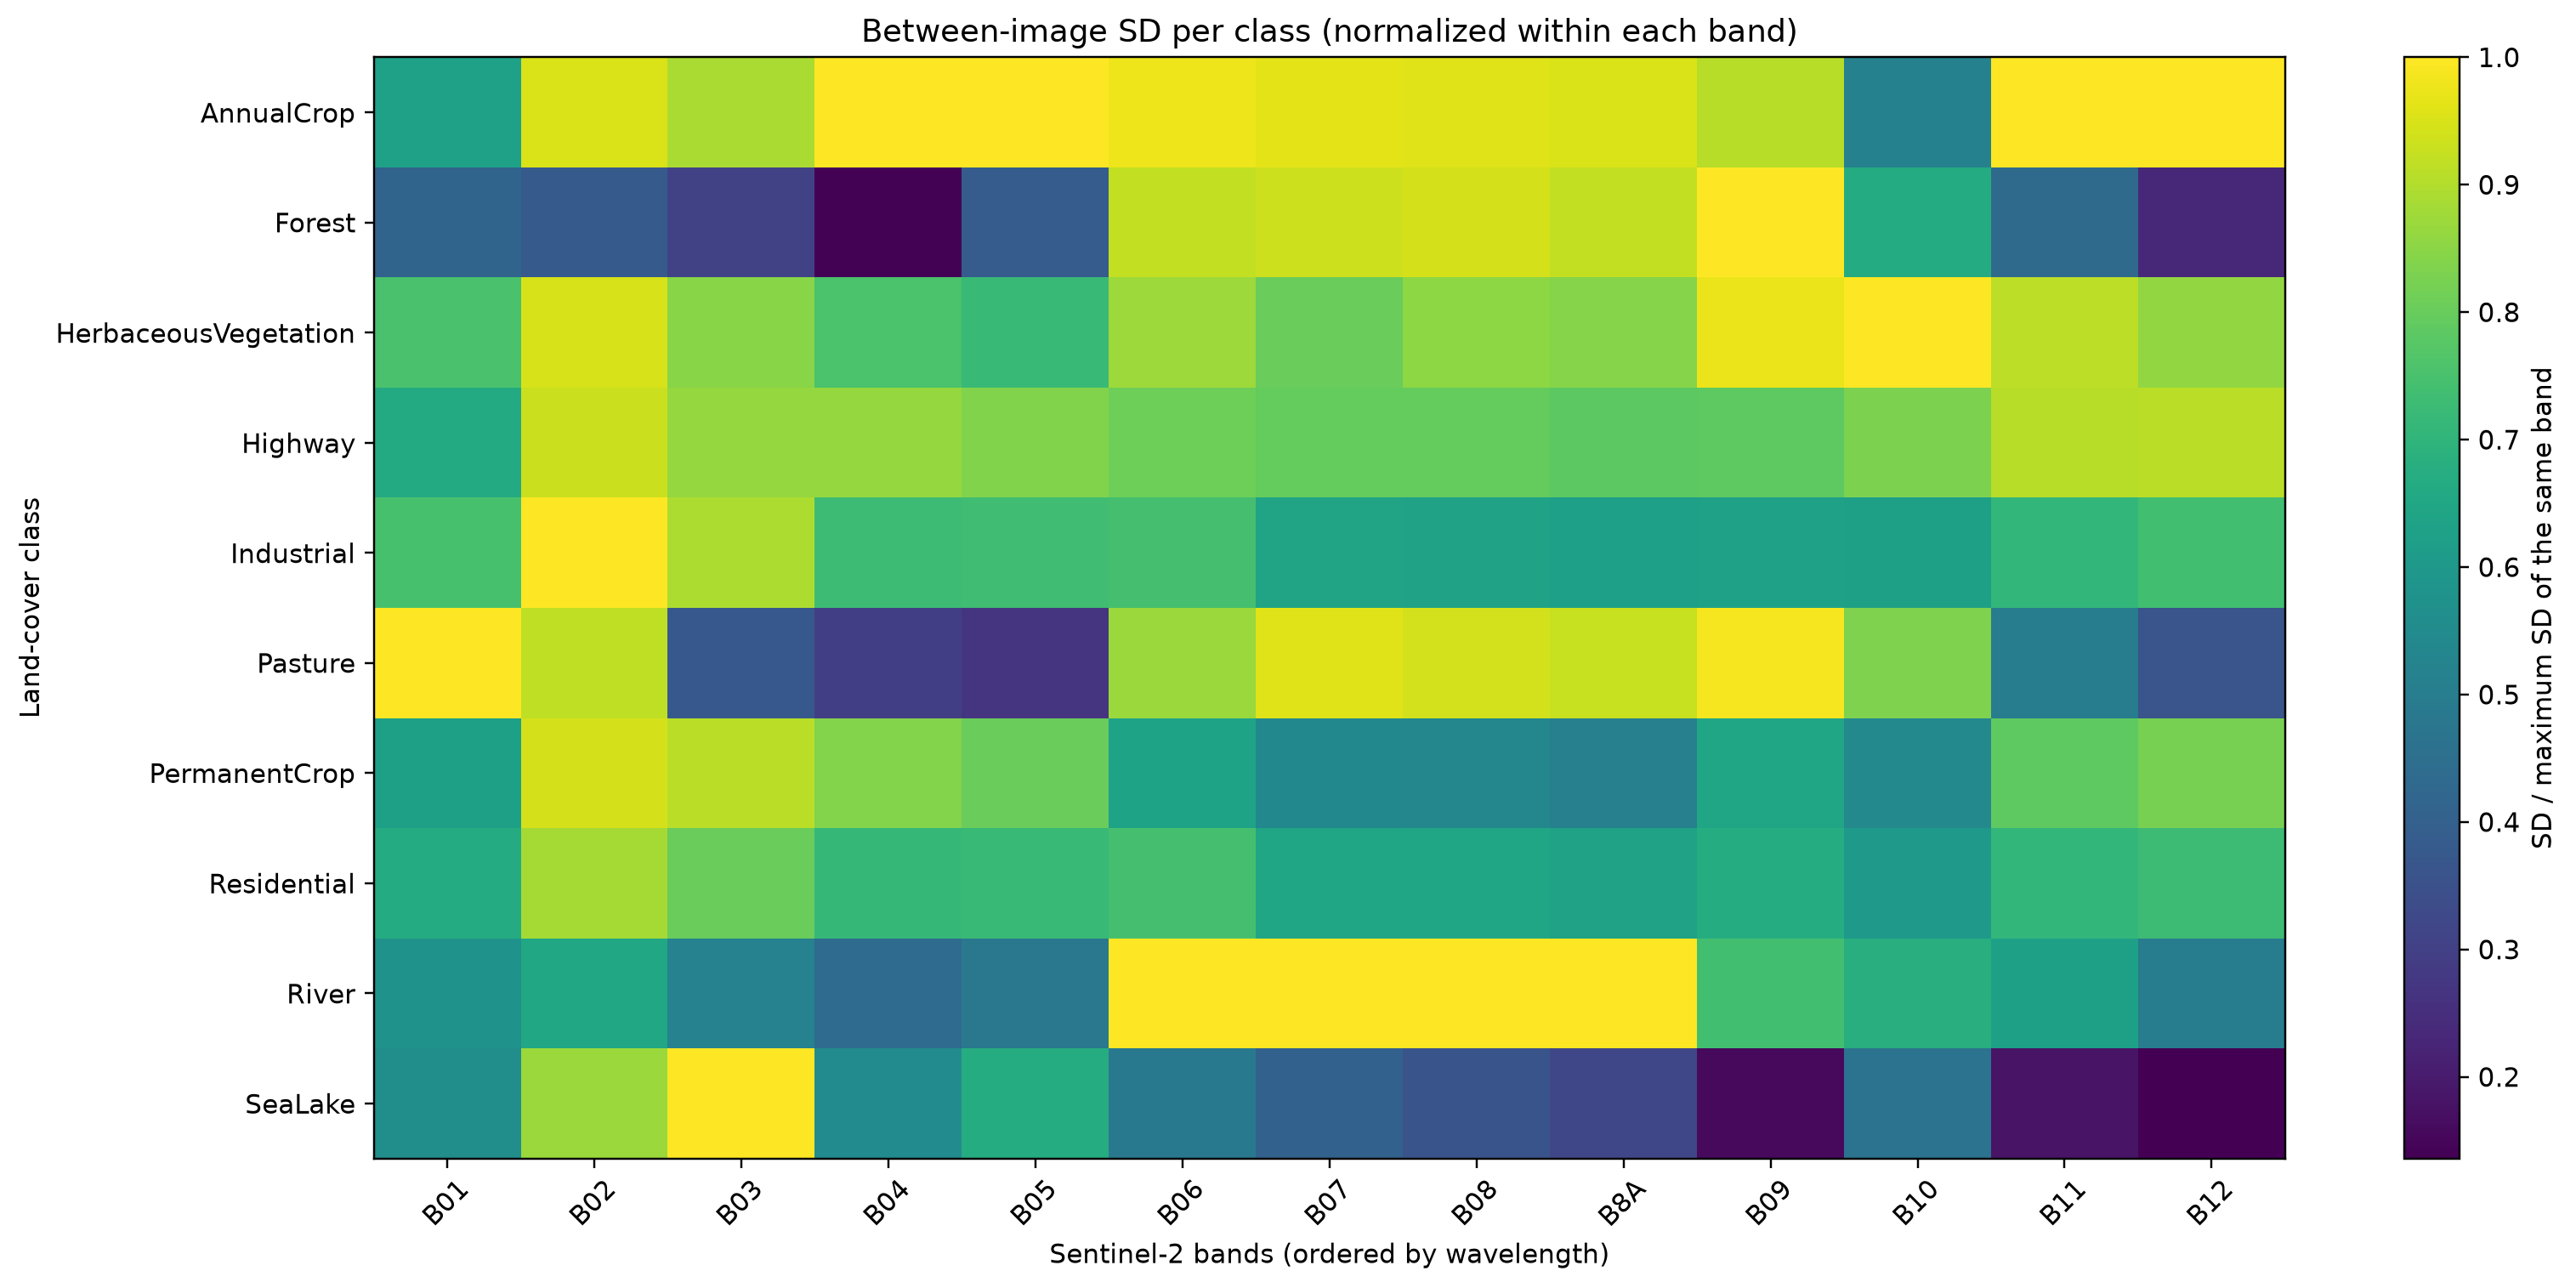 Between-image SD per class (normalized within each band)
Land-cover class
AnnualCrop
Forest
HerbaceousVegetation
Highway
Industrial
Pasture
PermanentCrop
Residential
River
SeaLake
B01
B02
B03
B04
B05
B06
B07
B08
B8A
B09
B10
B11
B12
Sentinel-2 bands (ordered by wavelength)
1.0
0.9
0.8
0.7
0.6
0.5
0.4
0.3
0.2
SD / maximum SD of the same band